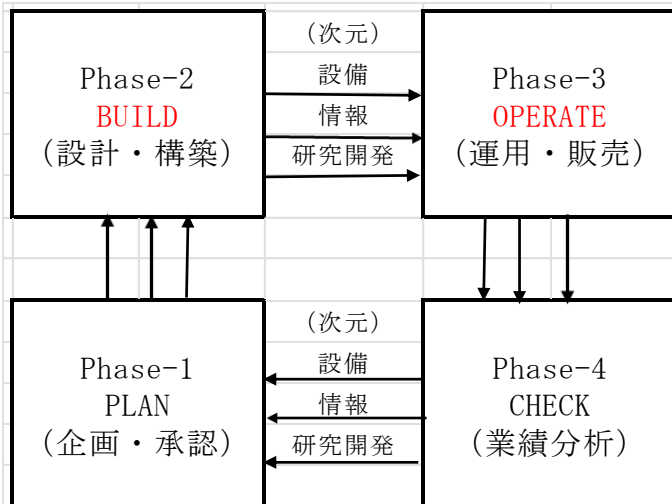 Phase-2
BUILD
(設計・構築)
(次元)
設備
情報
研究開発
Phase-3
OPERATE
(運用・販売)
Phase-1
PLAN
(企画・承認)
(次元)
設備
情報
研究開発
Phase-4
CHECK
(業績分析)